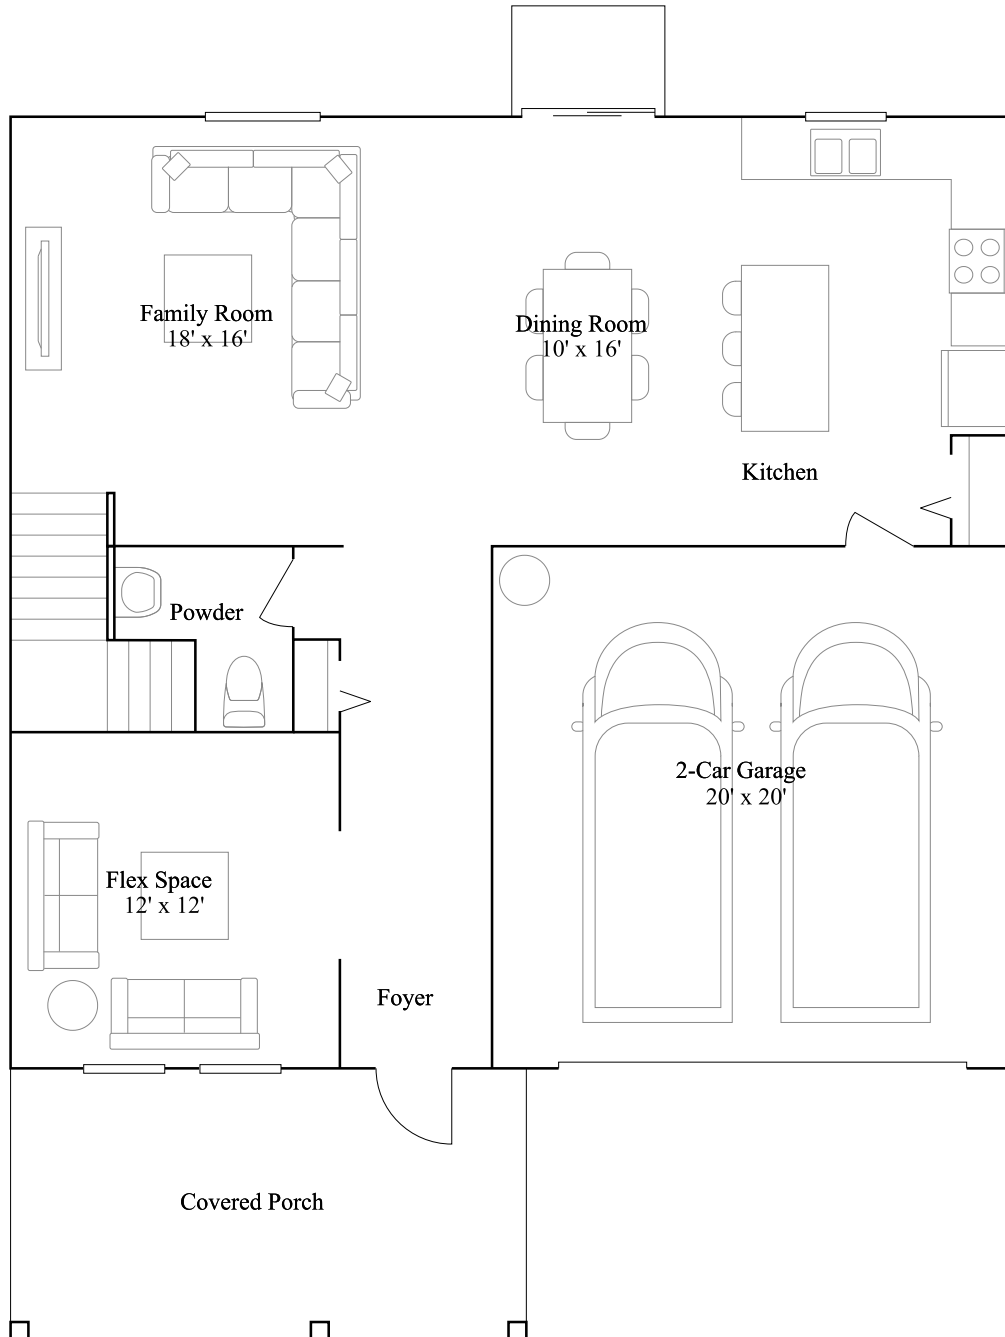 Family Room
18' x 16'
Dining Room
10' x 16'
Kitchen
Powder
2-Car Garage
20' x 20'
Flex Space
12' x 12'
Foyer
Covered Porch